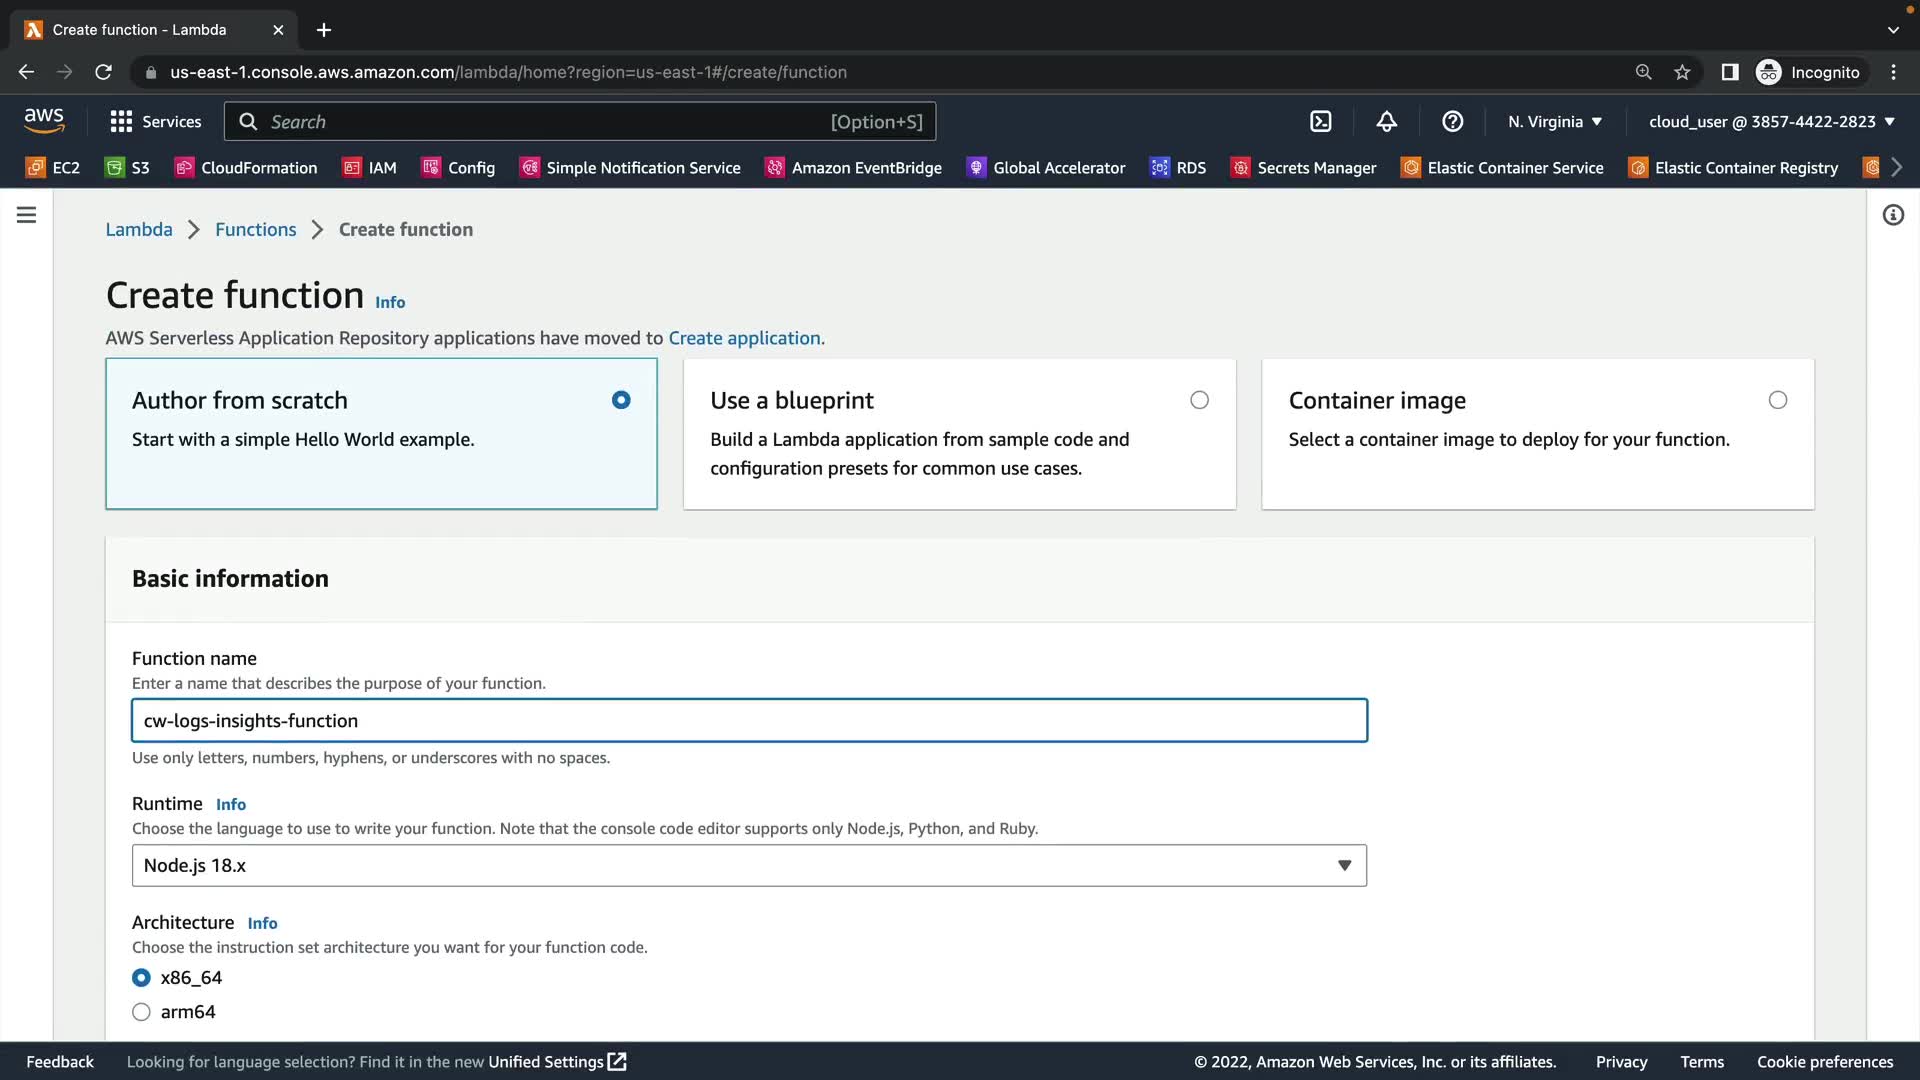 Create function - Lambda
us-east-1.console.aws.amazon.com/lambda/home?region=us-east-1#/create/function
Incognito
aws
Services
Search
[Option+S]
N. Virginia
cloud_user @ 3857-4422-2823
EC2
S3
CloudFormation
IAM
Config
Simple Notification Service
Amazon EventBridge
Global Accelerator
RDS
Secrets Manager
Elastic Container Service
Elastic Container Registry
Lambda
Functions
Create function
Create function Info
AWS Serverless Application Repository applications have moved to Create application.
Author from scratch
Start with a simple Hello World example.
Use a blueprint
Build a Lambda application from sample code and
configuration presets for common use cases.
Container image
Select a container image to deploy for your function.
Basic information
Function name
Enter a name that describes the purpose of your function.
cw-logs-insights-function
Use only letters, numbers, hyphens, or underscores with no spaces.
Runtime Info
Choose the language to use to write your function. Note that the console code editor supports only Node.js, Python, and Ruby.
Node.js 18.x
Architecture Info
Choose the instruction set architecture you want for your function code.
x86_64
arm64
Feedback
Looking for language selection? Find it in the new Unified Settings
© 2022, Amazon Web Services, Inc. or its affiliates.
Privacy
Terms
Cookie preferences